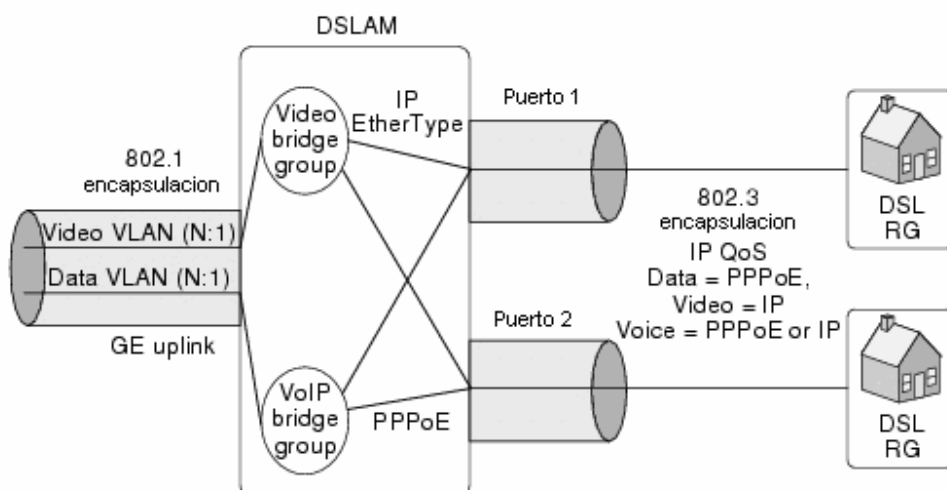 DSLAM
Video
bridge
group
IP
EtherType
Puerto 1
802.1
encapsulacion
Video VLAN (N:1)
Data VLAN (N:1)
GE uplink
802.3
encapsulacion
IP QoS
Data = PPPoE,
Video = IP
Voice = PPPoE or IP
DSL
RG
Puerto 2
VoIP
bridge
group
PPPoE
DSL
RG